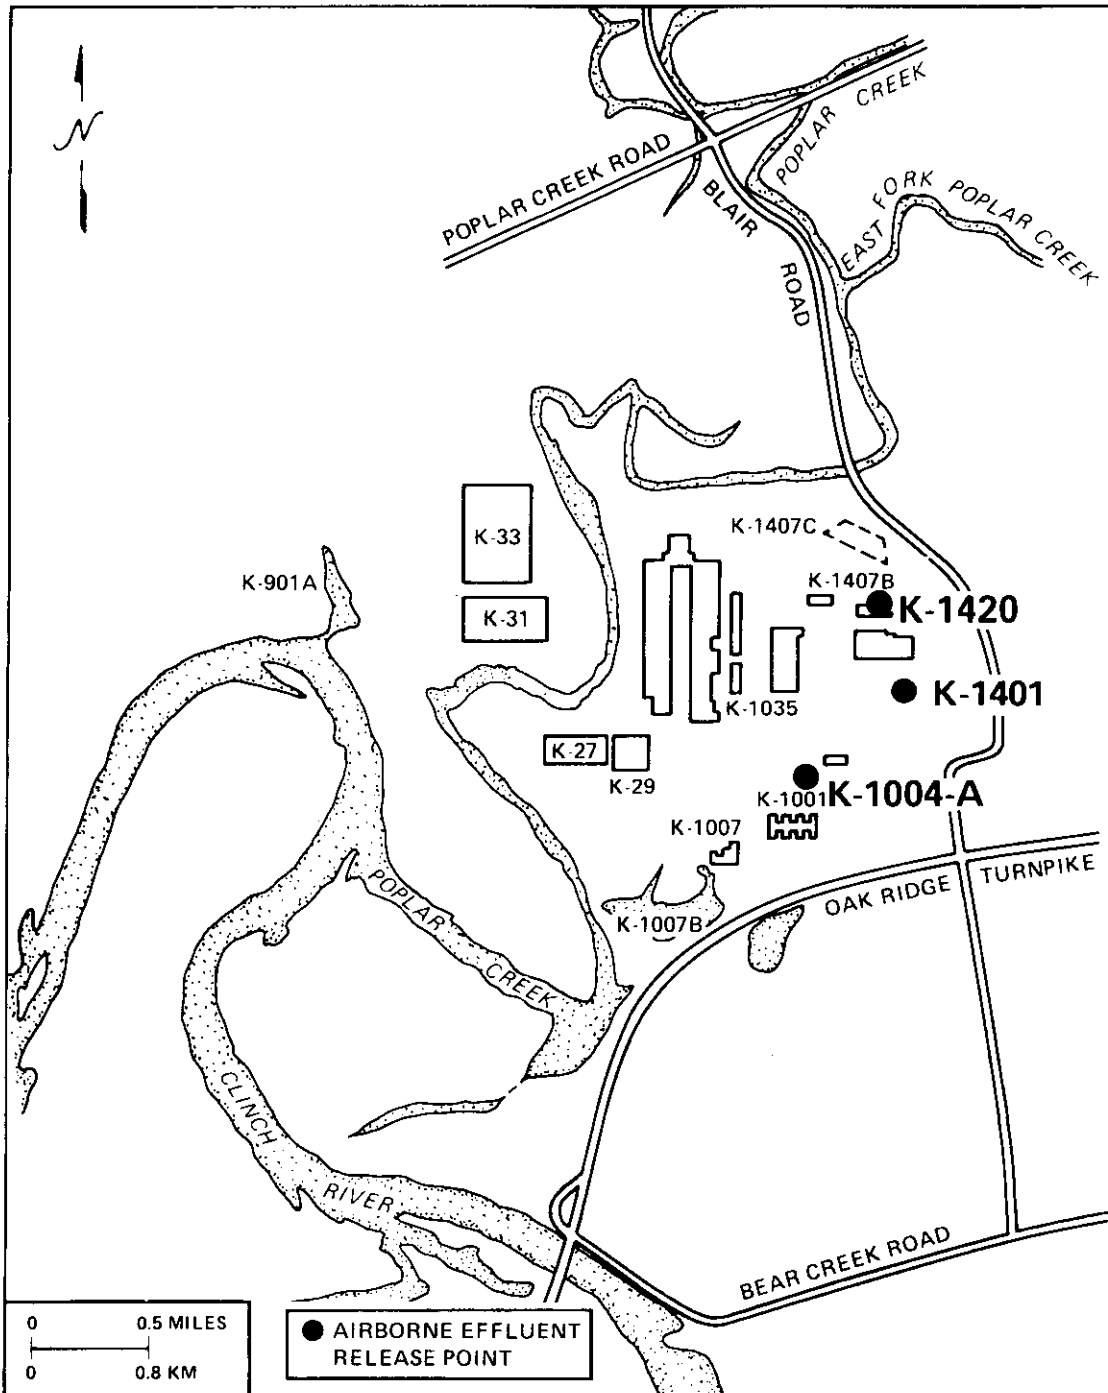 N
POPLAR CREEK
POPLAR CREEK ROAD
POPLAR
BLAIR
ROAD
EAST FORK POPLAR CREEK
K-1407C
K-33
K-901A
K-1407B
K-31
K-1420
K-1401
K-1035
K-27
K-29
K-1001
K-1004-A
K-1007
OAK RIDGE TURNPIKE
POPLAR
CREEK
K-1007B
CLINCH
RIVER
BEAR CREEK ROAD
0 0.5 MILES
0 0.8 KM
AIRBORNE EFFLUENT
RELEASE POINT